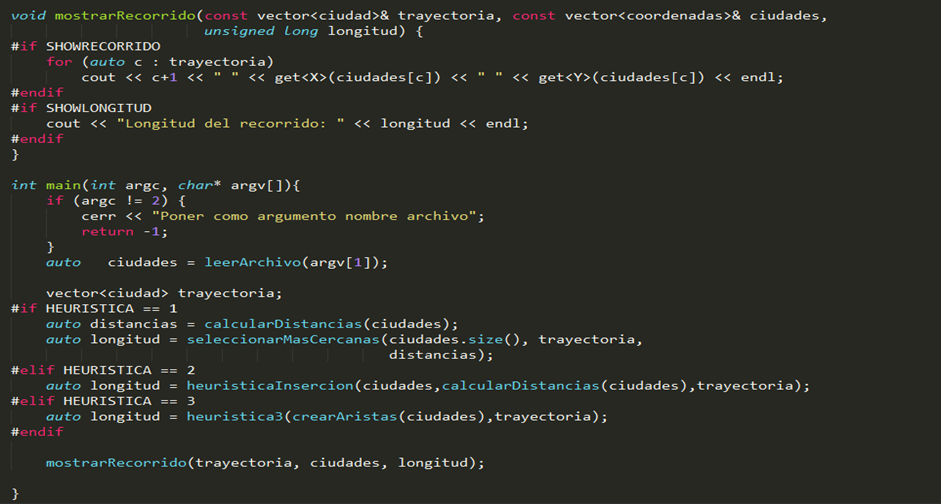 void mostrarRecorrido(const vector<ciudad>& trayectoria, const vector<coordenadas>& ciudades,
                      unsigned long longitud) {
#if SHOWRECORRIDO
    for (auto c : trayectoria)
        cout << c+1 << " " << get<X>(ciudades[c]) << " " << get<Y>(ciudades[c]) << endl;
#endif
#if SHOWLONGITUD
    cout << "Longitud del recorrido: " << longitud << endl;
#endif
}

int main(int argc, char* argv[]){
    if (argc != 2) {
        cerr << "Poner como argumento nombre archivo";
        return -1;
    }
    auto   ciudades = leerArchivo(argv[1]);

    vector<ciudad> trayectoria;
#if HEURISTICA == 1
    auto distancias = calcularDistancias(ciudades);
    auto longitud = seleccionarMasCercanas(ciudades.size(), trayectoria,
                                           distancias);
#elif HEURISTICA == 2
    auto longitud = heuristicaInsercion(ciudades,calcularDistancias(ciudades),trayectoria);
#elif HEURISTICA == 3
    auto longitud = heuristica3(crearAristas(ciudades),trayectoria);
#endif

    mostrarRecorrido(trayectoria, ciudades, longitud);

}